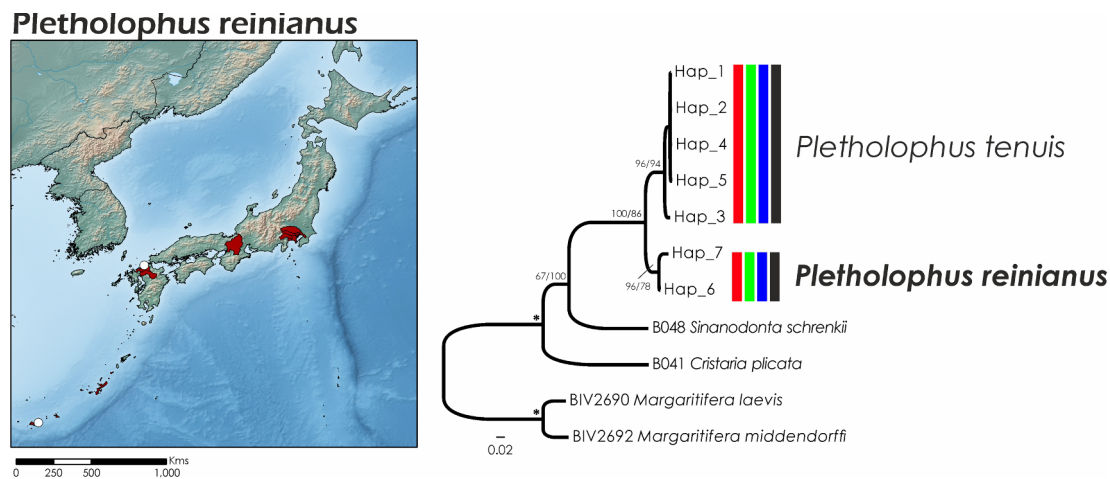 Pletholophus reinianus
Kms
0 250 500 1,000
Hap_1
Hap_2
Hap_4
Hap_5
Hap_3
Hap_7
Hap_6
96/94
100/86
96/78
67/100
*
*
Pletholophus tenuis
Pletholophus reinianus
B048 Sinanodonta schrenkii
B041 Cristaria plicata
BIV2690 Margaritifera laevis
BIV2692 Margaritifera middendorffi
0.02